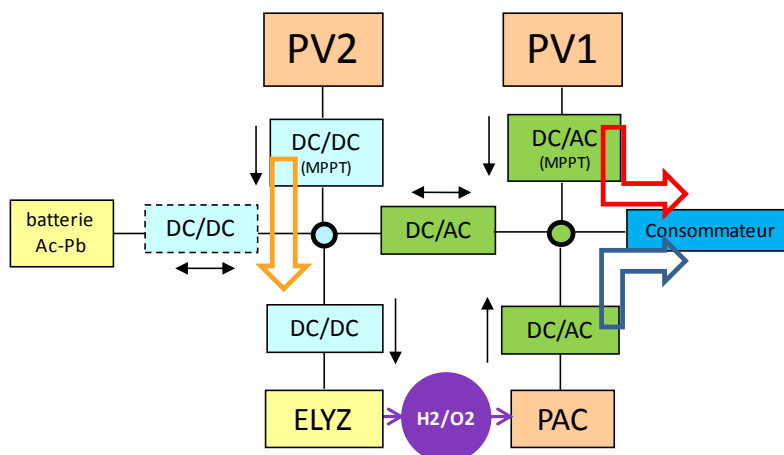 PV2
PV1
DC/DC
(MPPT)
DC/AC
(MPPT)
batterie
Ac-Pb
DC/DC
DC/AC
Consommateur
DC/DC
DC/AC
ELYZ
H2/O2
PAC